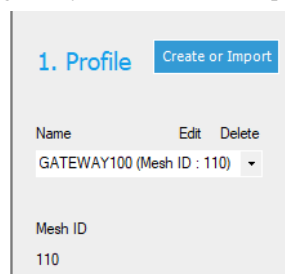 1. Profile Create or Import
Name Edit Delete
GATEWAY100 (Mesh ID : 110)
Mesh ID
110